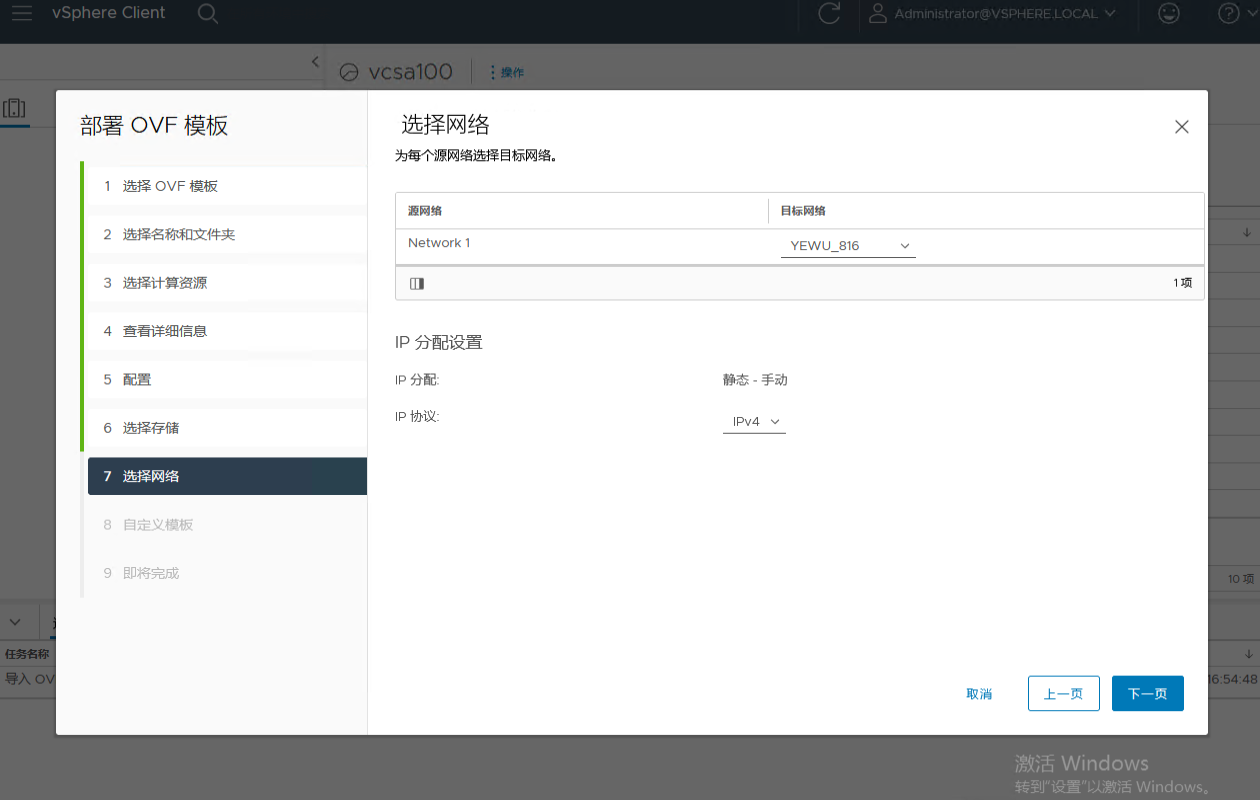 vSphere Client
Administrator@VSPHERE.LOCAL
vcsa100
操作
部署 OVF 模板
1 选择 OVF 模板
2 选择名称和文件夹
3 选择计算资源
4 查看详细信息
5 配置
6 选择存储
7 选择网络
8 自定义模板
9 即将完成
选择网络
为每个源网络选择目标网络。
源网络 目标网络
Network 1 YEWU_816
1 项
IP 分配设置
IP 分配: 静态 - 手动
IP 协议: IPv4
取消 上一页 下一页
10 项
任务名称
导入 OV
16:54:48
激活 Windows
转到"设置"以激活 Windows。